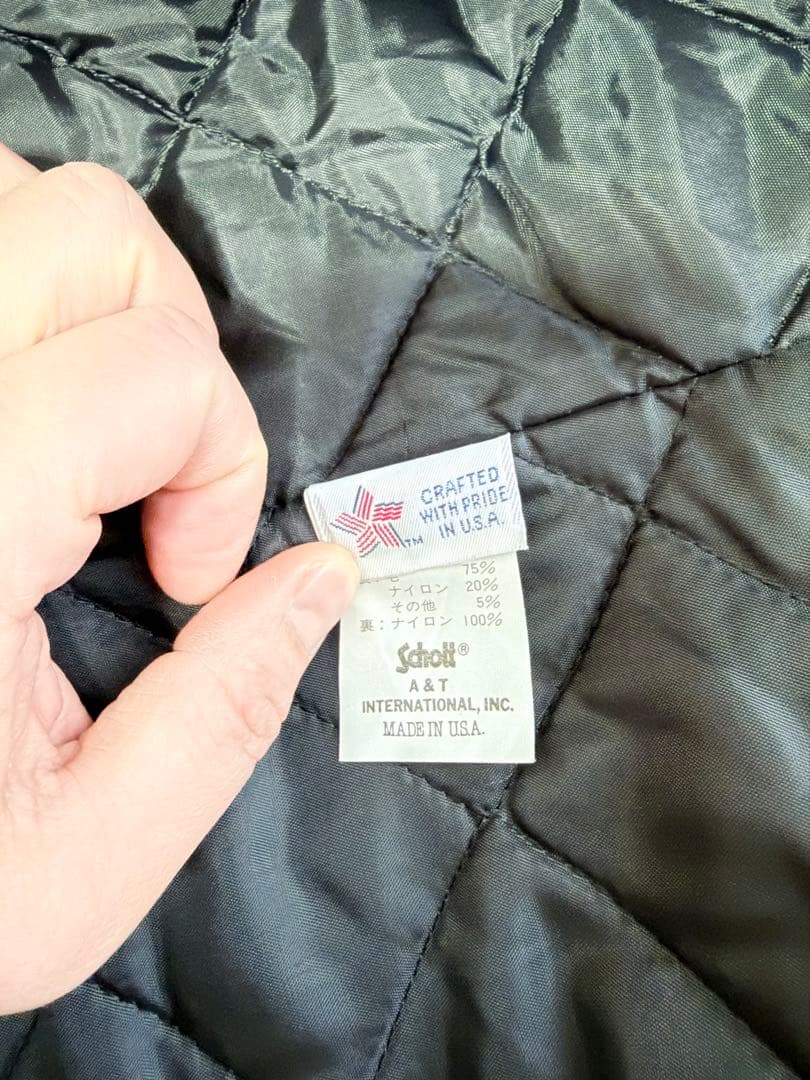 CRAFTED
WITH PRIDE
IN U.S.A.
TM
75%
ナイロン 20%
その他 5%
裏:ナイロン 100%
Schott®
A & T
INTERNATIONAL, INC.
MADE IN U.S.A.